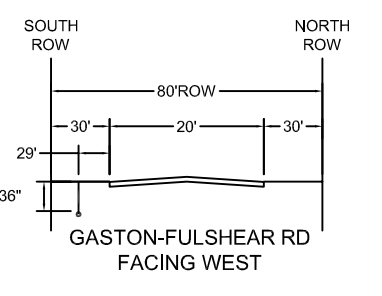 SOUTH
ROW
NORTH
ROW
80'ROW
30' 20' 30'
29'
36"
GASTON-FULSHEAR RD
FACING WEST